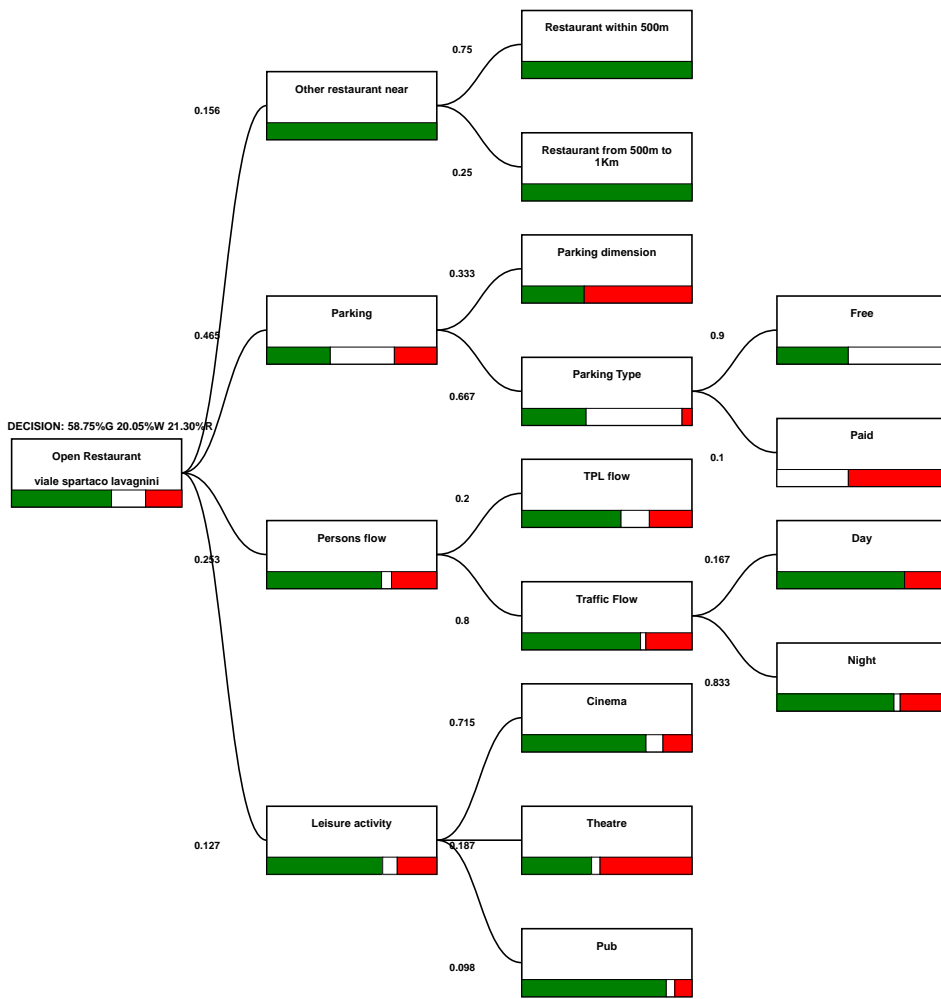 Restaurant within 500m
0.75
Other restaurant near
0.156
Restaurant from 500m to
1Km
0.25
Parking dimension
0.333
Parking
0.465
Free
0.9
Parking Type
0.667
Paid
0.1
DECISION: 58.75%G 20.05%W 21.30%R
Open Restaurant
viale spartaco lavagnini
TPL flow
0.2
Persons flow
0.253
Day
0.167
Traffic Flow
0.8
Night
0.833
Cinema
0.715
Leisure activity
0.127
Theatre
0.187
Pub
0.098